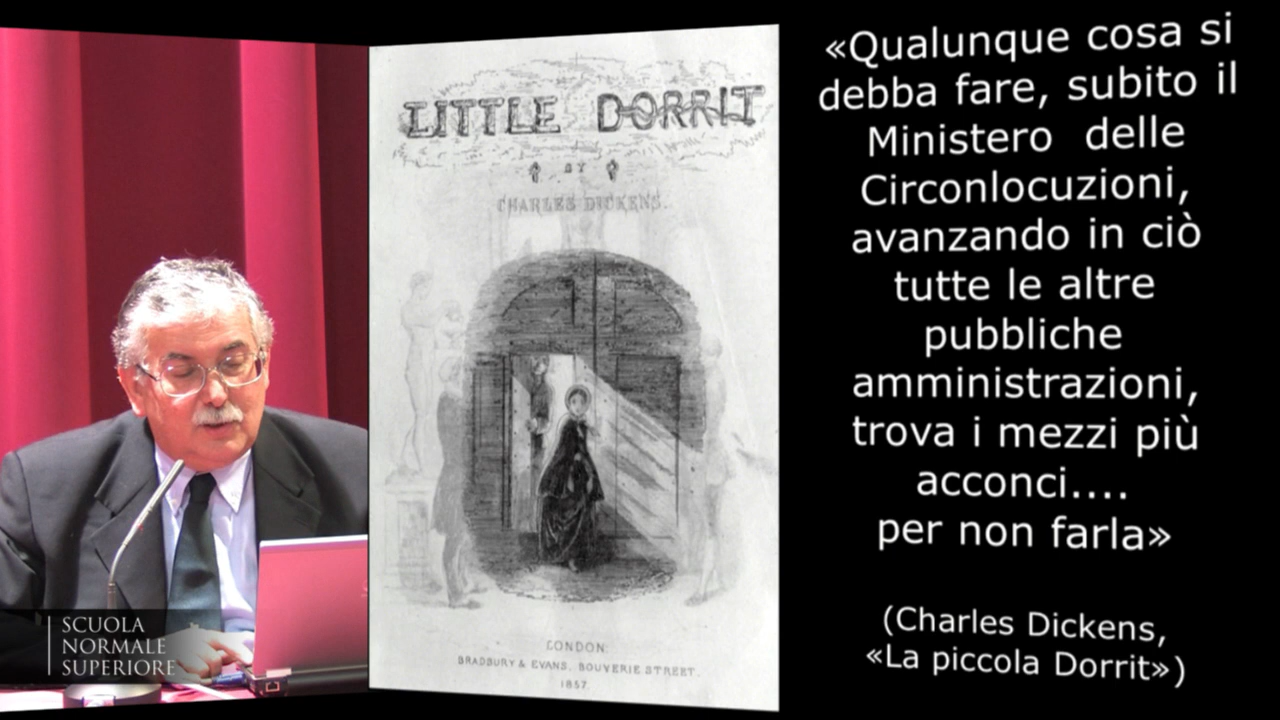 SCUOLA
NORMALE
SUPERIORE
LITTLE DORRIT
BY
CHARLES DICKENS.
LONDON:
BRADBURY & EVANS. BOUVERIE STREET.
1857.
«Qualunque cosa si
debba fare, subito il
Ministero delle
Circonlocuzioni,
avanzando in ciò
tutte le altre
pubbliche
amministrazioni,
trova i mezzi più
acconci....
per non farla»
(Charles Dickens,
«La piccola Dorrit»)